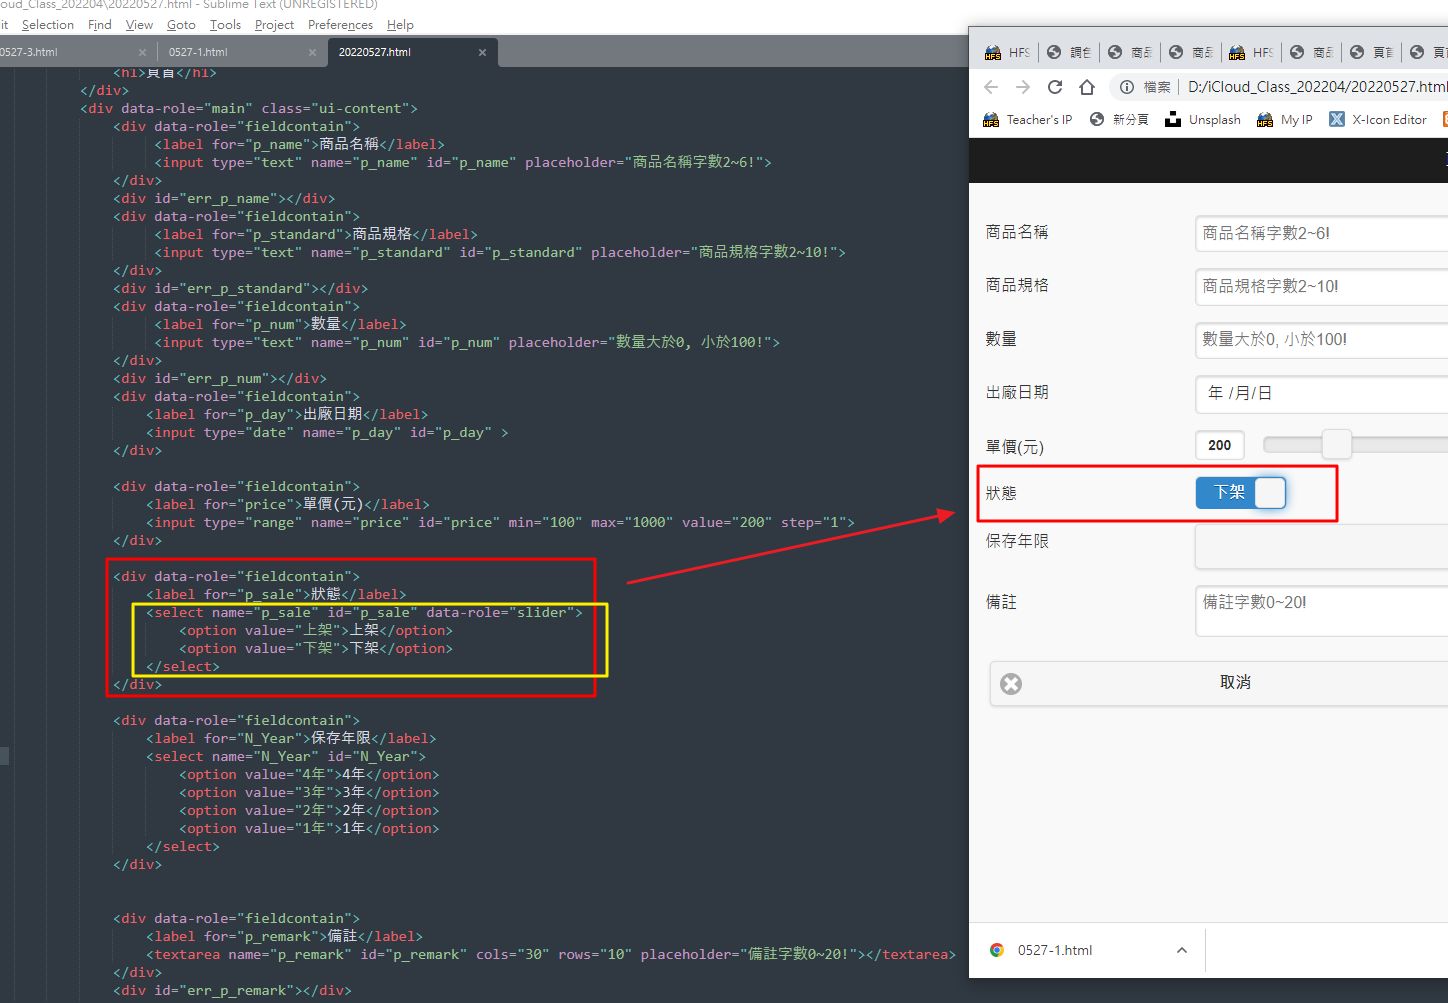 oud_Class_202204\20220527.html - Sublime Text (UNREGISTERED)
it Selection Find View Goto Tools Project Preferences Help
0527-3.html × 0527-1.html × 20220527.html ×
<h1>頁首</h1>
</div>
<div data-role="main" class="ui-content">
<div data-role="fieldcontain">
<label for="p_name">商品名稱</label>
<input type="text" name="p_name" id="p_name" placeholder="商品名稱字數2~6!">
</div>
<div id="err_p_name"></div>
<div data-role="fieldcontain">
<label for="p_standard">商品規格</label>
<input type="text" name="p_standard" id="p_standard" placeholder="商品規格字數2~10!">
</div>
<div id="err_p_standard"></div>
<div data-role="fieldcontain">
<label for="p_num">數量</label>
<input type="text" name="p_num" id="p_num" placeholder="數量大於0, 小於100!">
</div>
<div id="err_p_num"></div>
<div data-role="fieldcontain">
<label for="p_day">出廠日期</label>
<input type="date" name="p_day" id="p_day" >
</div>
<div data-role="fieldcontain">
<label for="price">單價(元)</label>
<input type="range" name="price" id="price" min="100" max="1000" value="200" step="1">
</div>
<div data-role="fieldcontain">
<label for="p_sale">狀態</label>
<select name="p_sale" id="p_sale" data-role="slider">
<option value="上架">上架</option>
<option value="下架">下架</option>
</select>
</div>
<div data-role="fieldcontain">
<label for="N_Year">保存年限</label>
<select name="N_Year" id="N_Year">
<option value="4年">4年</option>
<option value="3年">3年</option>
<option value="2年">2年</option>
<option value="1年">1年</option>
</select>
</div>
<div data-role="fieldcontain">
<label for="p_remark">備註</label>
<textarea name="p_remark" id="p_remark" cols="30" rows="10" placeholder="備註字數0~20!"></textarea>
</div>
<div id="err_p_remark"></div>
HFS 調色 商品 商品 HFS 商品 頁首 頁首
檔案 D:/iCloud_Class_202204/20220527.html
Teacher's IP 新分頁 Unsplash My IP X-Icon Editor
商品名稱 商品名稱字數2~6!
商品規格 商品規格字數2~10!
數量 數量大於0, 小於100!
出廠日期 年 /月/日
單價(元) 200
狀態 下架
保存年限
備註 備註字數0~20!
取消
0527-1.html